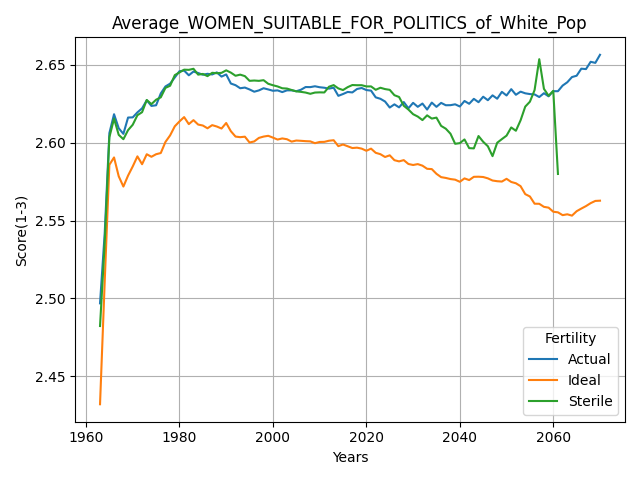 Average_WOMEN_SUITABLE_FOR_POLITICS_of_White_Pop
Score(1-3)
2.65
2.60
2.55
2.50
2.45
Fertility
Actual
Ideal
Sterile
1960 1980 2000 2020 2040 2060
Years